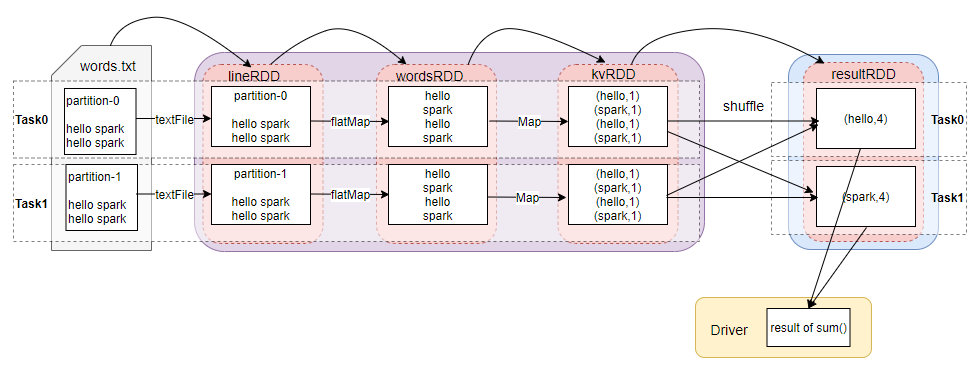 words.txt
lineRDD
wordsRDD
kvRDD
resultRDD
Task0
partition-0
hello spark
hello spark
textFile
partition-0
hello spark
hello spark
flatMap
hello
spark
hello
spark
Map
(hello,1)
(spark,1)
(hello,1)
(spark,1)
shuffle
(hello,4)
Task0
Task1
partition-1
hello spark
hello spark
textFile
partition-1
hello spark
hello spark
flatMap
hello
spark
hello
spark
Map
(hello,1)
(spark,1)
(hello,1)
(spark,1)
(spark,4)
Task1
Driver
result of sum()